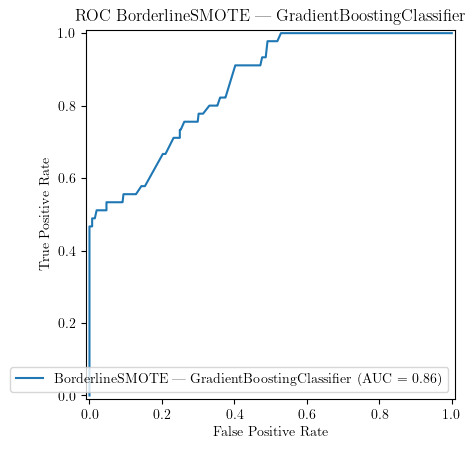 ROC BorderlineSMOTE — GradientBoostingClassifier
1.0
0.8
0.6
0.4
0.2
0.0
True Positive Rate
BorderlineSMOTE — GradientBoostingClassifier (AUC = 0.86)
0.0 0.2 0.4 0.6 0.8 1.0
False Positive Rate